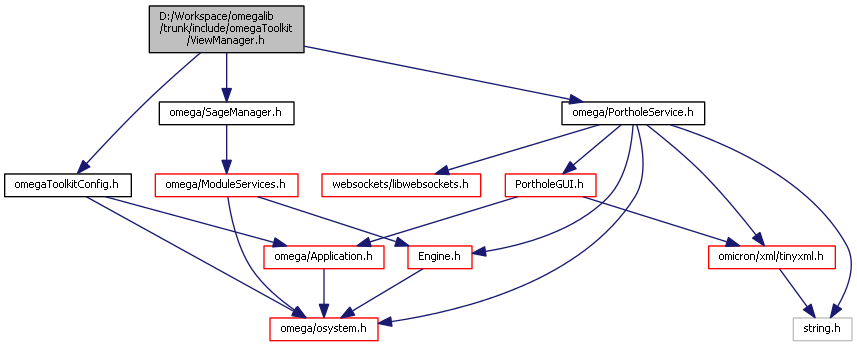 D:/Workspace/omegalib
/trunk/include/omegaToolkit
/ViewManager.h
omega/SageManager.h
omega/PortholeService.h
omegaToolkitConfig.h
omega/ModuleServices.h
websockets/libwebsockets.h
PortholeGUI.h
omega/Application.h
Engine.h
omicron/xml/tinyxml.h
omega/osystem.h
string.h